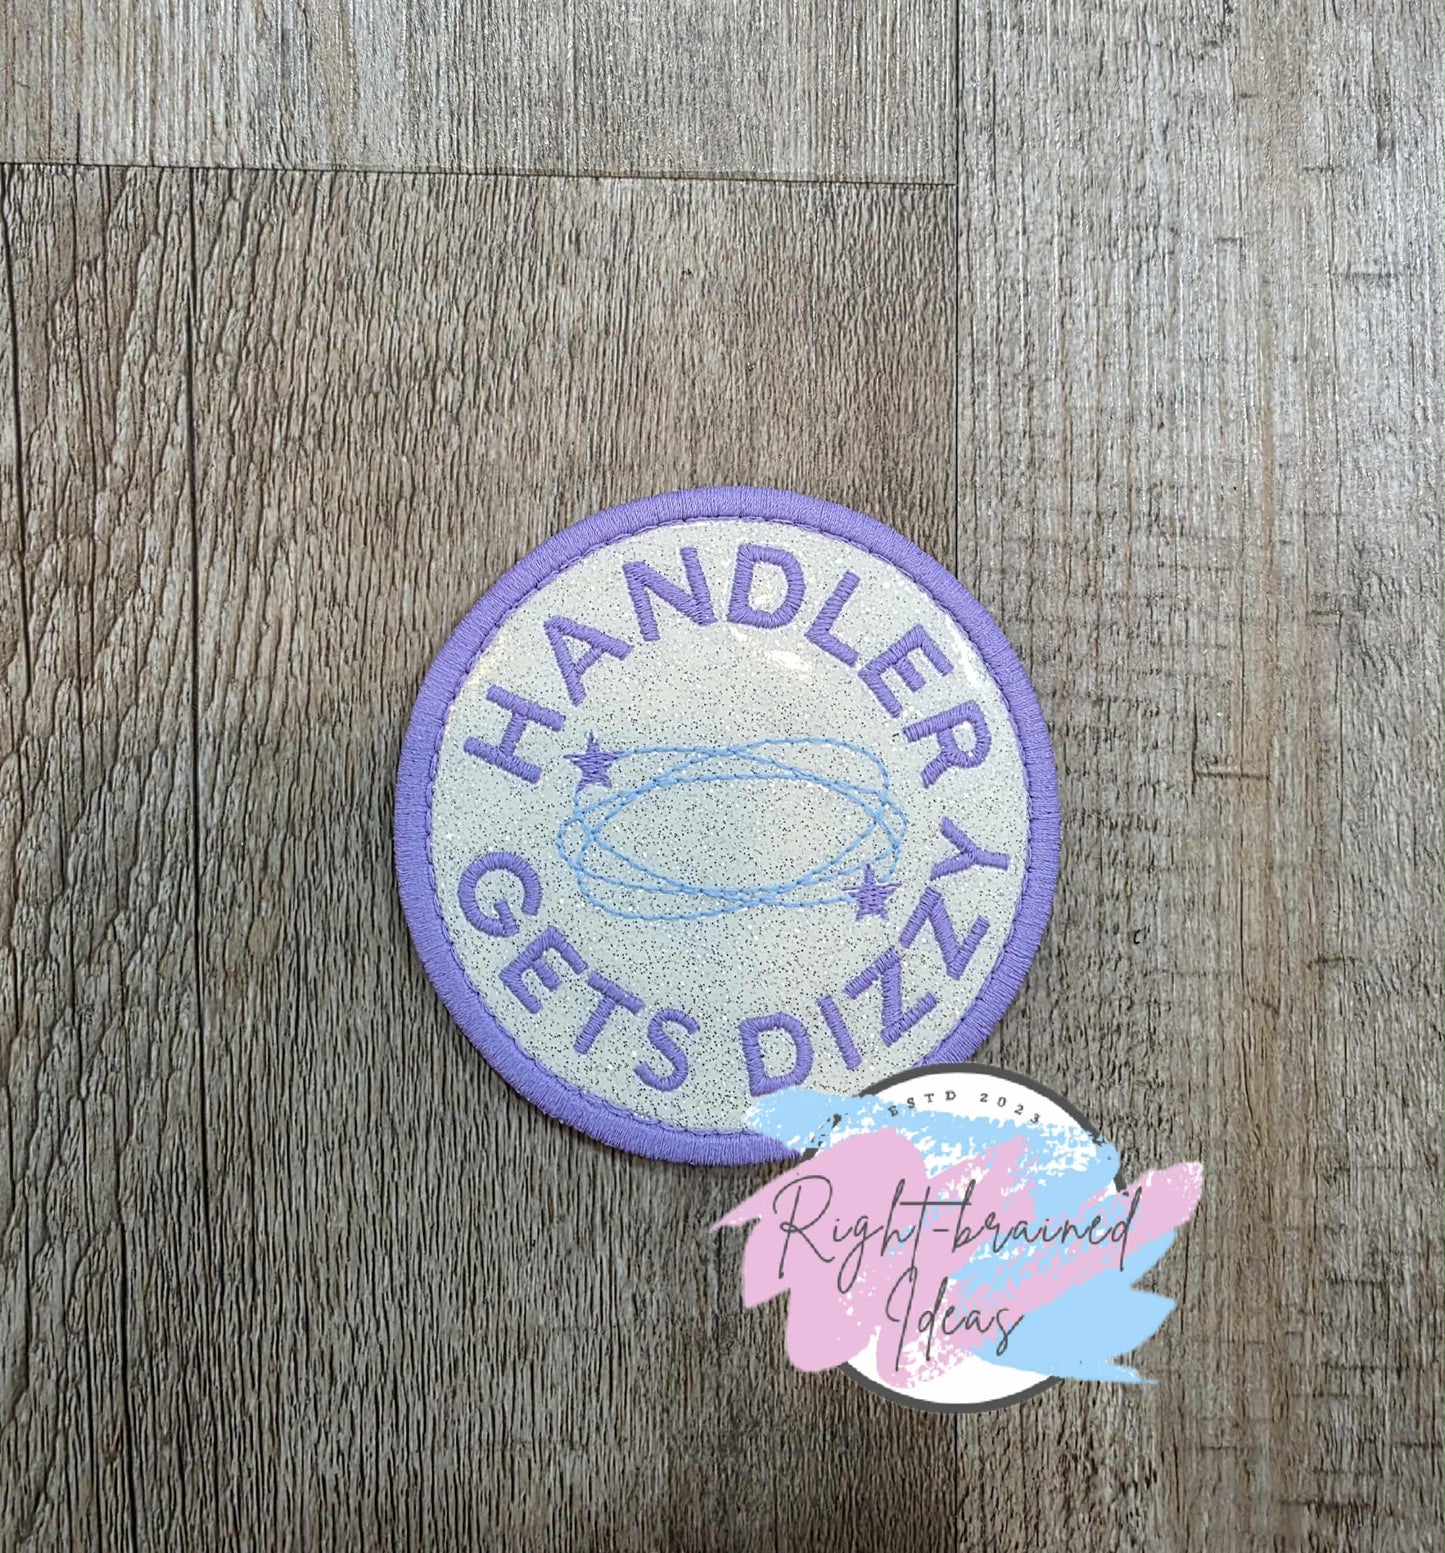 HANDLER
GETS DIZZY
ESTD 2023
Right-brained
Ideas